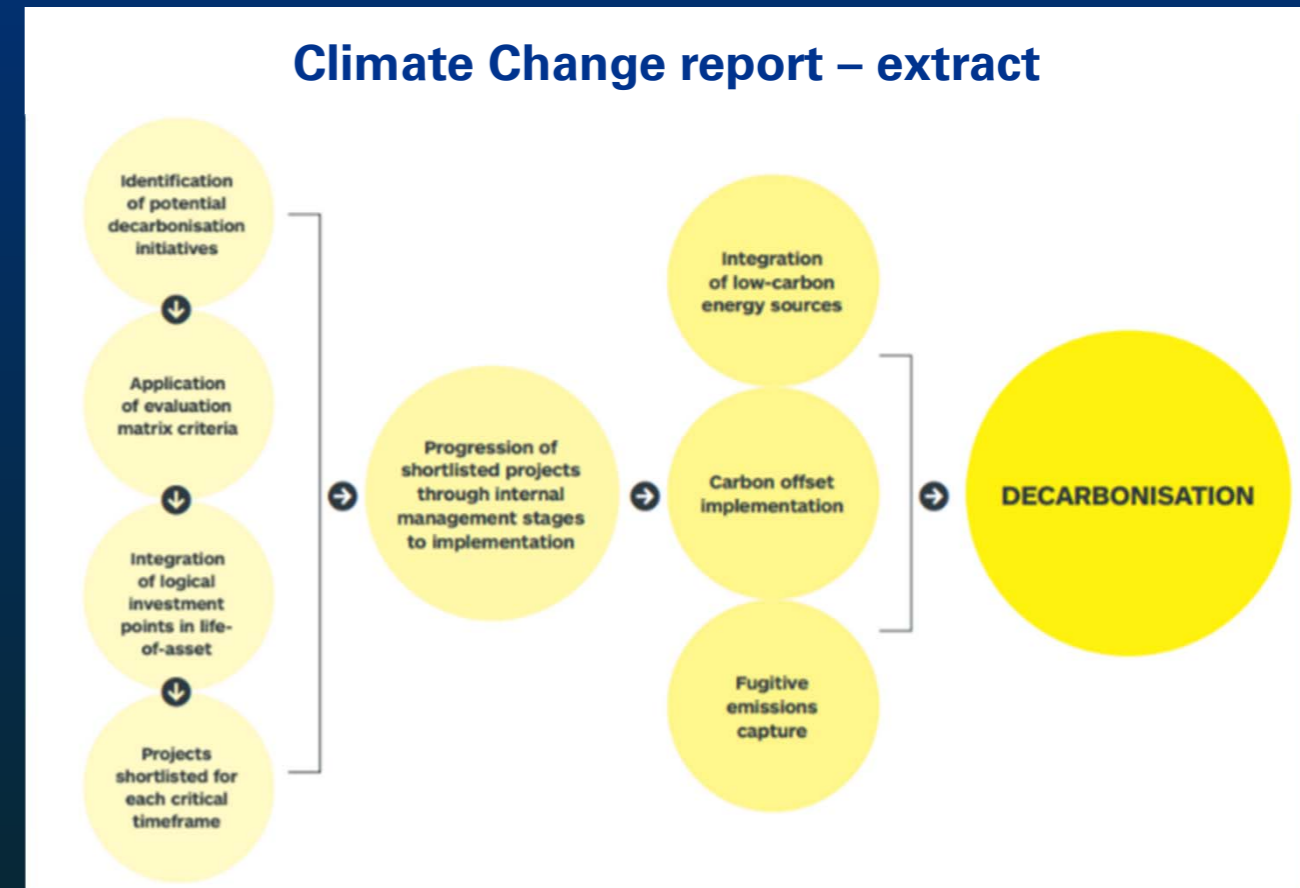 Climate Change report – extract
Identification
of potential
decarbonisation
initiatives
Application
of evaluation
matrix criteria
Integration
of logical
investment
points in life-
of-asset
Projects
shortlisted for
each critical
timeframe
Progression of
shortlisted projects
through internal
management stages
to implementation
Integration
of low-carbon
energy sources
Carbon offset
implementation
Fugitive
emissions
capture
DECARBONISATION